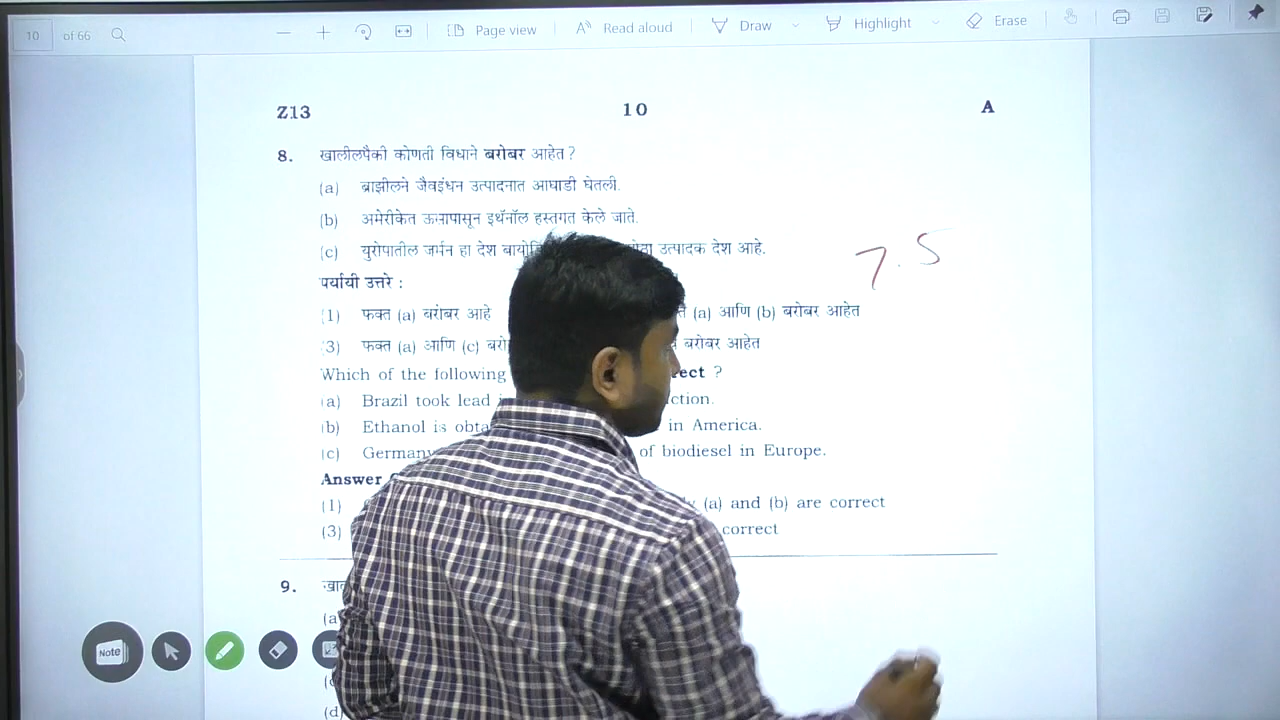 10 of 66 Page view Read aloud Draw Highlight Erase
Z13 10 A
8. खालीलपैकी कोणती विधाने बरोबर आहेत ?
(a) ब्राझीलने जैवइंधन उत्पादनात आघाडी घेतली.
(b) अमेरीकेत ऊसापासून इथॅनॉल हस्तगत केले जाते.
(c) युरोपातील जर्मन हा देश उत्पादक देश आहे.
7.5
पर्यायी उत्तरे :
(1) फक्त (a) बरोबर आहे (a) आणि (b) बरोबर आहेत
(3) फक्त (a) आणि (c) बरोबर आहेत
Which of the following ?
(a) Brazil took lead
(b) Ethanol is in America.
(c) Germany of biodiesel in Europe.
Answer
(1) (a) and (b) are correct
(3) correct
9.
Note